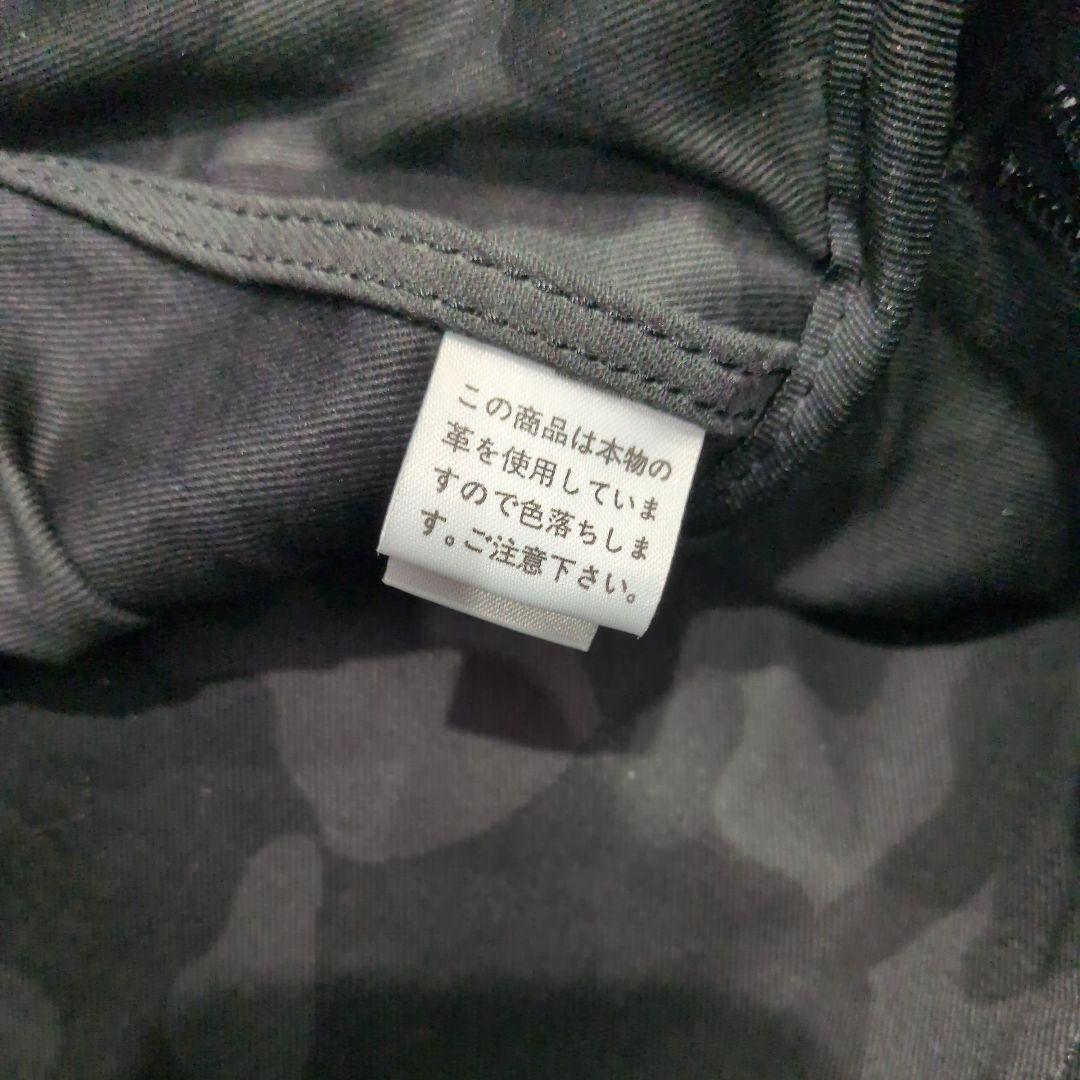 この商品は本物の
革を使用していま
すので色落ちしま
す。ご注意下さい。